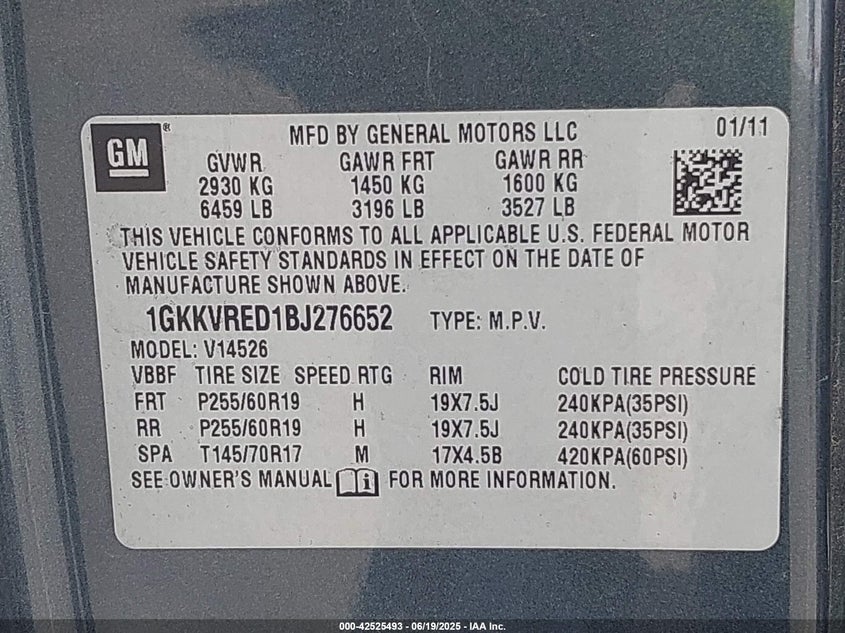 GM®
MFD BY GENERAL MOTORS LLC 01/11
GVWR GAWR FRT GAWR RR
2930 KG 1450 KG 1600 KG
6459 LB 3196 LB 3527 LB
THIS VEHICLE CONFORMS TO ALL APPLICABLE U.S. FEDERAL MOTOR
VEHICLE SAFETY STANDARDS IN EFFECT ON THE DATE OF
MANUFACTURE SHOWN ABOVE.
1GKKVRED1BJ276652 TYPE: M.P.V.
MODEL: V14526
VBBF TIRE SIZE SPEED RTG RIM COLD TIRE PRESSURE
FRT P255/60R19 H 19X7.5J 240KPA(35PSI)
RR P255/60R19 H 19X7.5J 240KPA(35PSI)
SPA T145/70R17 M 17X4.5B 420KPA(60PSI)
SEE OWNER'S MANUAL i FOR MORE INFORMATION.
000-42525493 - 06/19/2025 - IAA Inc.